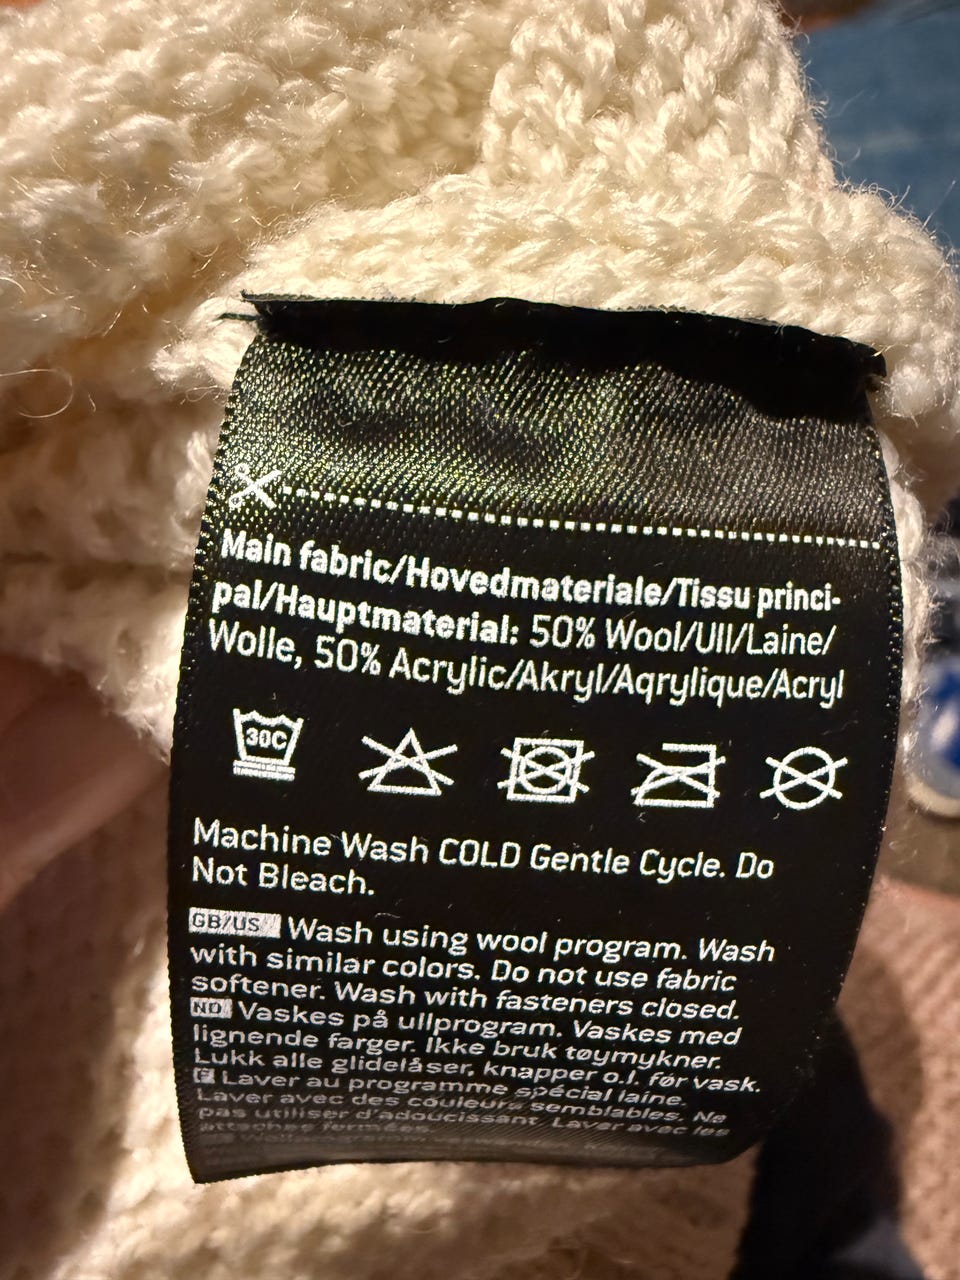 Main fabric/Hovedmateriale/Tissu princi-
pal/Hauptmaterial: 50% Wool/Ull/Laine/
Wolle, 50% Acrylic/Akryl/Aqrylique/Acryl
30C
Machine Wash COLD Gentle Cycle. Do
Not Bleach.
GB/US Wash using wool program. Wash
with similar colors. Do not use fabric
softener. Wash with fasteners closed.
NO Vaskes på ullprogram. Vaskes med
lignende farger. Ikke bruk tøymykner.
Lukk alle glidelåser, knapper o.l. før vask.
F Laver au programme spécial laine.
Laver avec des couleurs semblables. Ne
pas utiliser d'adoucissant. Laver avec les
attaches fermées.